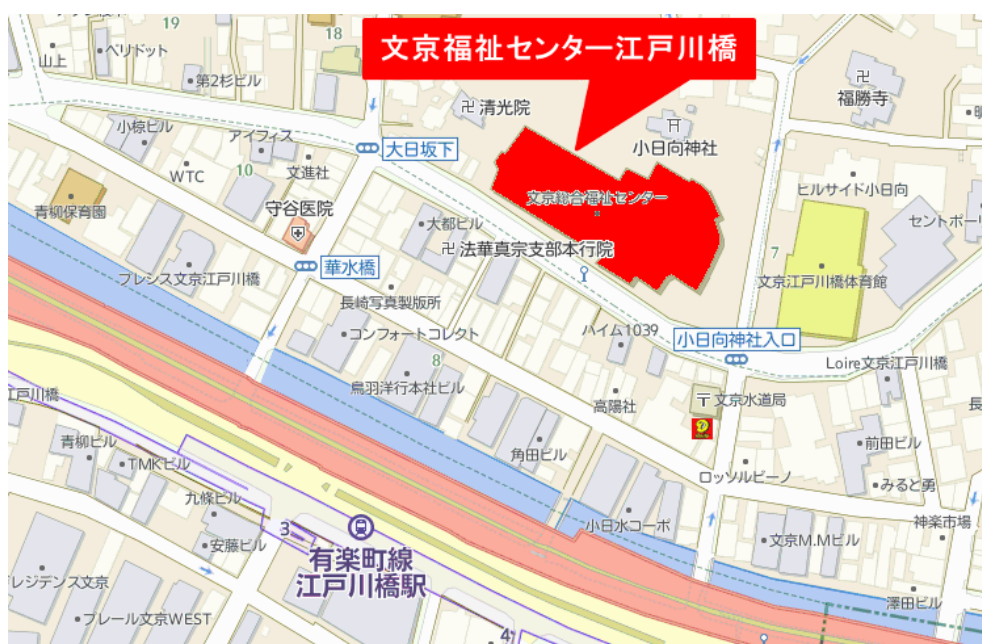 文京福祉センター江戸川橋
19
18
ベリドット
山上
第2杉ビル
卍清光院
小日向神社
福勝寺
小椋ビル
アイフィス
大日坂下
文進社
10
WTC
守谷医院
青柳保育園
文京総合福祉センター
ヒルサイド小日向
セントポー
大都ビル
卍法華真宗支部本行院
7
プレシス文京江戸川橋
華水橋
文京江戸川橋体育館
長崎写真製版所
コンフォートコレクト
ハイム1039
小日向神社入口
8
Loire文京江戸川橋
鳥羽洋行本社ビル
江戸川橋
高陽社
〒文京水道局
長
青柳ビル
TMKビル
角田ビル
前田ビル
ロッソルビーノ
みると勇
九條ビル
3
小日水コーポ
神楽市場
安藤ビル
有楽町線
江戸川橋駅
文京M.Mビル
レジデンス文京
澤田ビル
フレール文京WEST
4